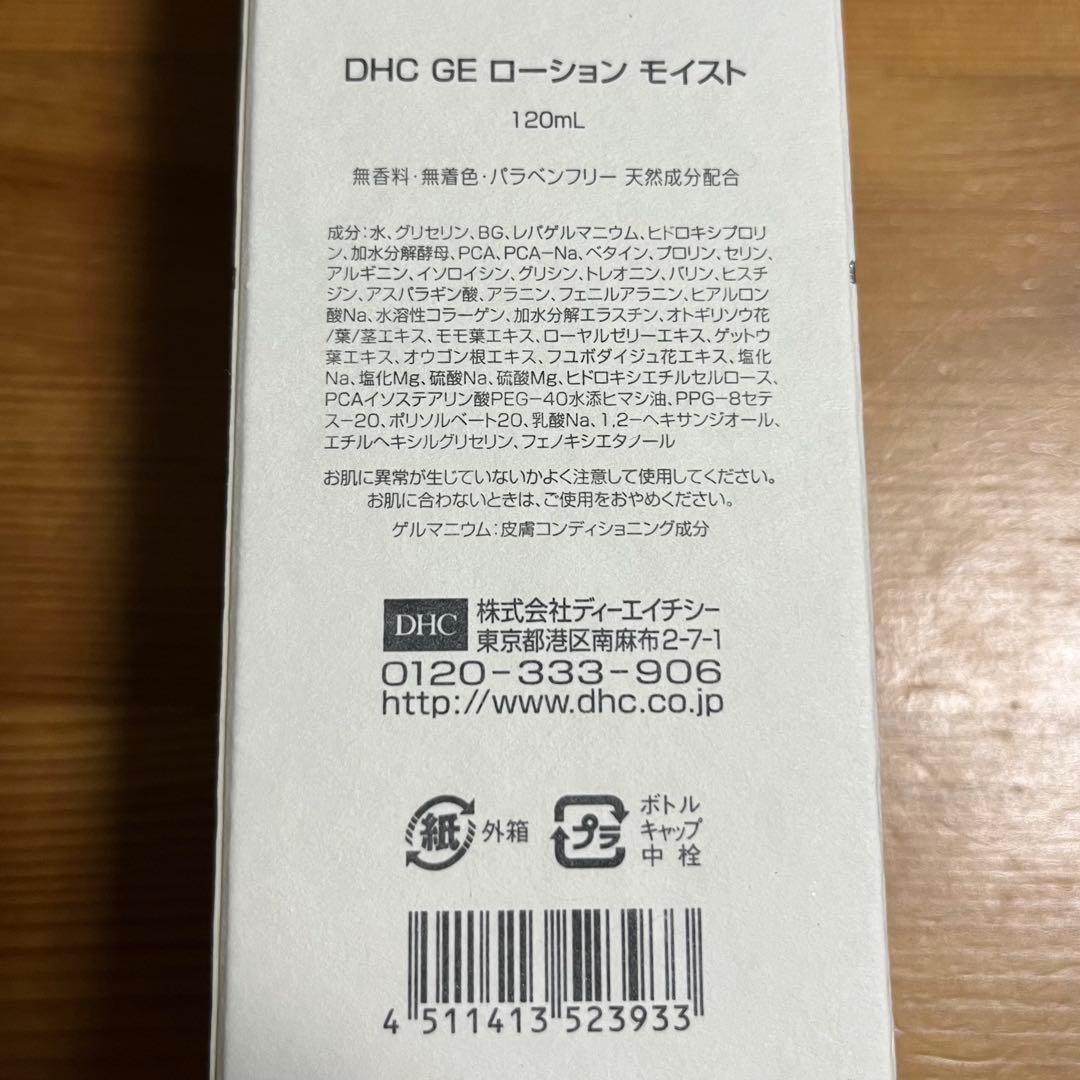 DHC GE ローション モイスト
120mL
無香料・無着色・パラベンフリー 天然成分配合
成分：水、グリセリン、BG、レパゲルマニウム、ヒドロキシプロリ
ン、加水分解酵母、PCA、PCA-Na、ベタイン、プロリン、セリン、
アルギニン、イソロイシン、グリシン、トレオニン、バリン、ヒスチ
ジン、アスパラギン酸、アラニン、フェニルアラニン、ヒアルロン
酸Na、水溶性コラーゲン、加水分解エラスチン、オトギリソウ花
/葉/茎エキス、モモ葉エキス、ローヤルゼリーエキス、ゲットウ
葉エキス、オウゴン根エキス、フユボダイジュ花エキス、塩化
Na、塩化Mg、硫酸Na、硫酸Mg、ヒドロキシエチルセルロース、
PCAイソステアリン酸PEG-40水添ヒマシ油、PPG-8セテ
ス-20、ポリソルベート20、乳酸Na、1,2-ヘキサンジオール、
エチルヘキシルグリセリン、フェノキシエタノール
お肌に異常が生じていないかよく注意して使用してください。
お肌に合わないときは、ご使用をおやめください。
ゲルマニウム：皮膚コンディショニング成分
DHC 株式会社ディーエイチシー
東京都港区南麻布2-7-1
0120-333-906
http://www.dhc.co.jp
紙 外箱
プラ ボトル
キャップ
中栓
4 511413 523933